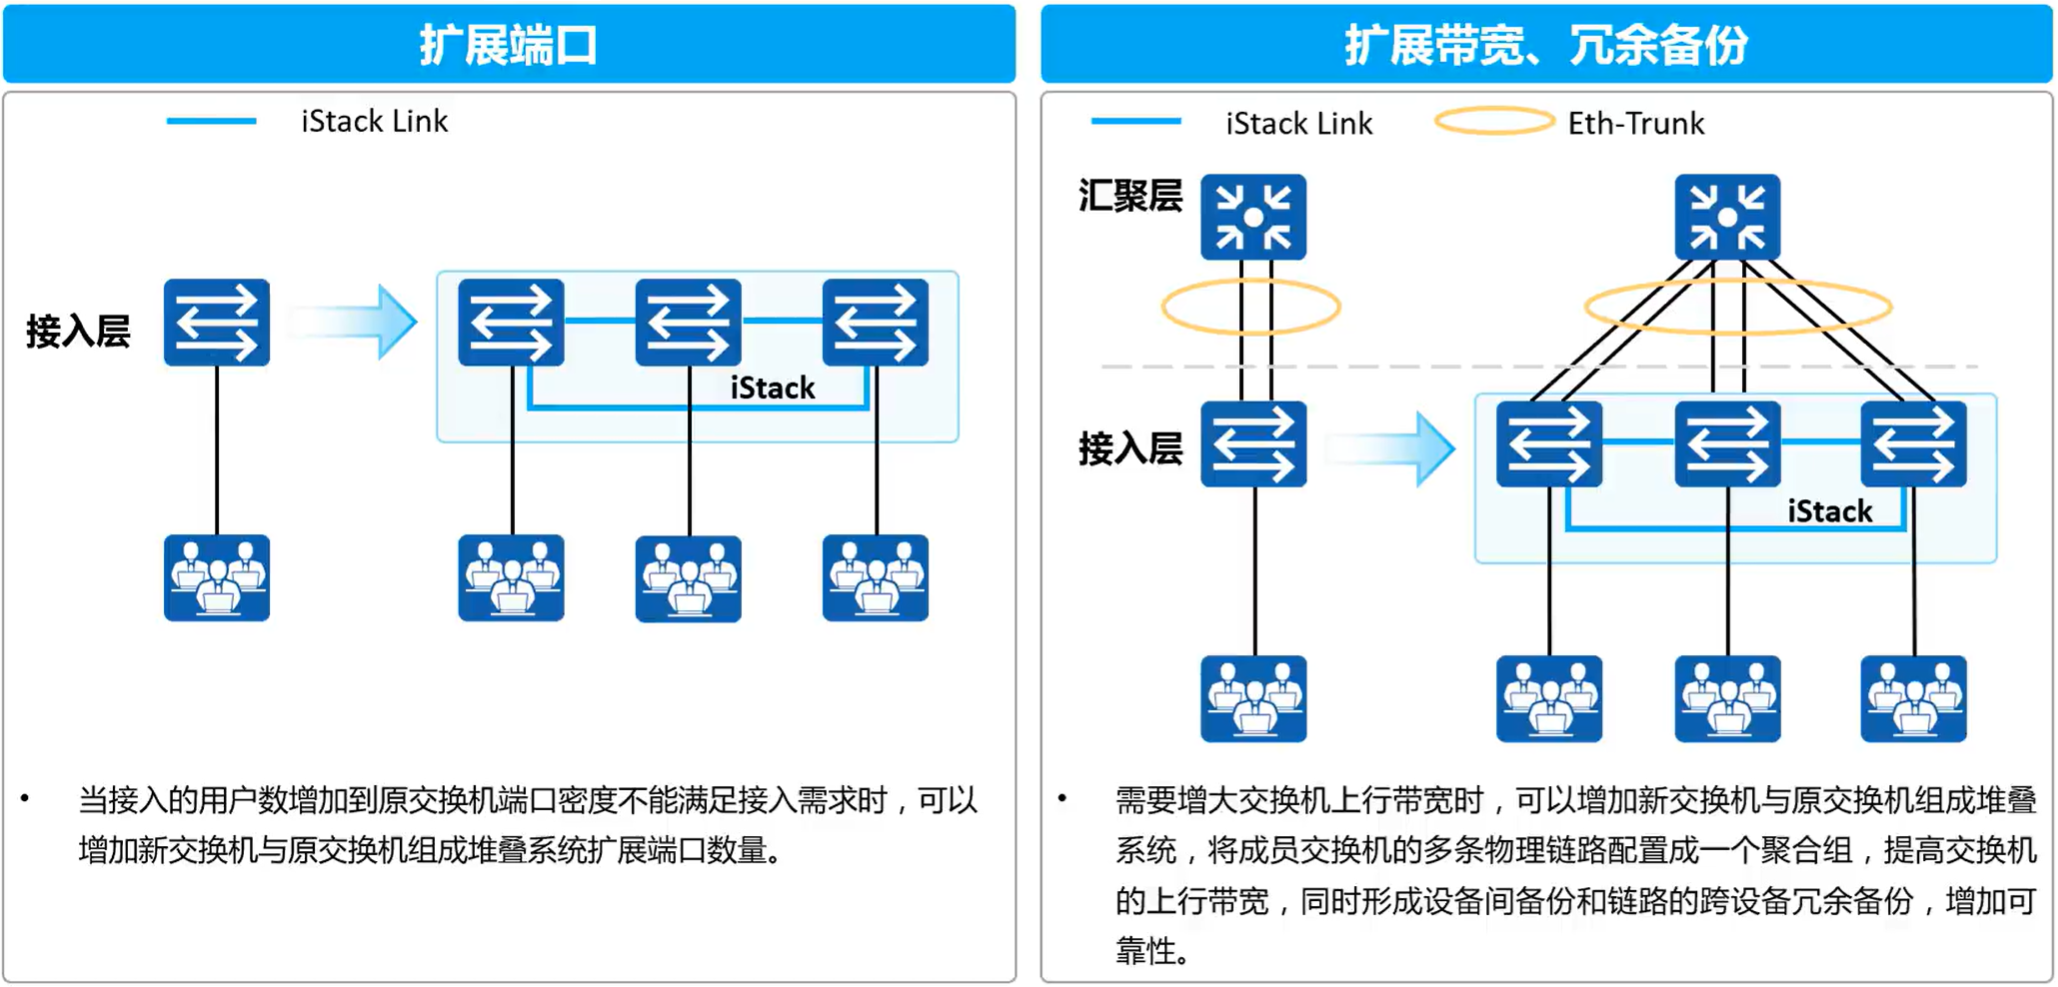 扩展端口
iStack Link
接入层
iStack
• 当接入的用户数增加到原交换机端口密度不能满足接入需求时，可以
增加新交换机与原交换机组成堆叠系统扩展端口数量。
扩展带宽、冗余备份
iStack Link
Eth-Trunk
汇聚层
接入层
iStack
• 需要增大交换机上行带宽时，可以增加新交换机与原交换机组成堆叠
系统，将成员交换机的多条物理链路配置成一个聚合组，提高交换机
的上行带宽，同时形成设备间备份和链路的跨设备冗余备份，增加可
靠性。